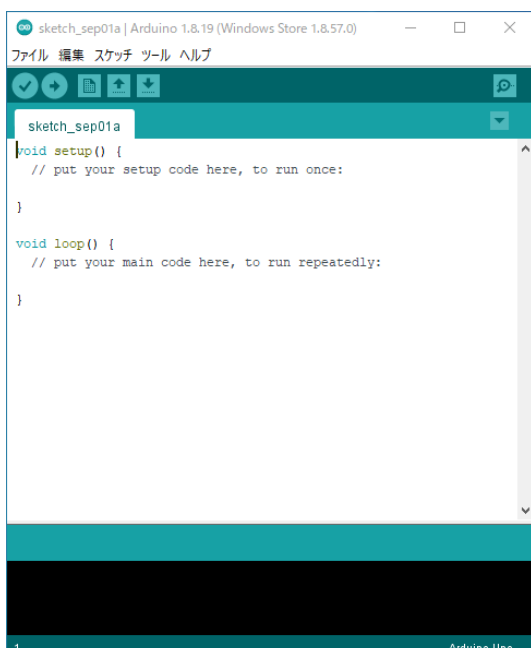 sketch_sep01a | Arduino 1.8.19 (Windows Store 1.8.57.0)
ファイル 編集 スケッチ ツール ヘルプ
sketch_sep01a
void setup() {
  // put your setup code here, to run once:
}
void loop() {
  // put your main code here, to run repeatedly:
}
1
Arduino Uno